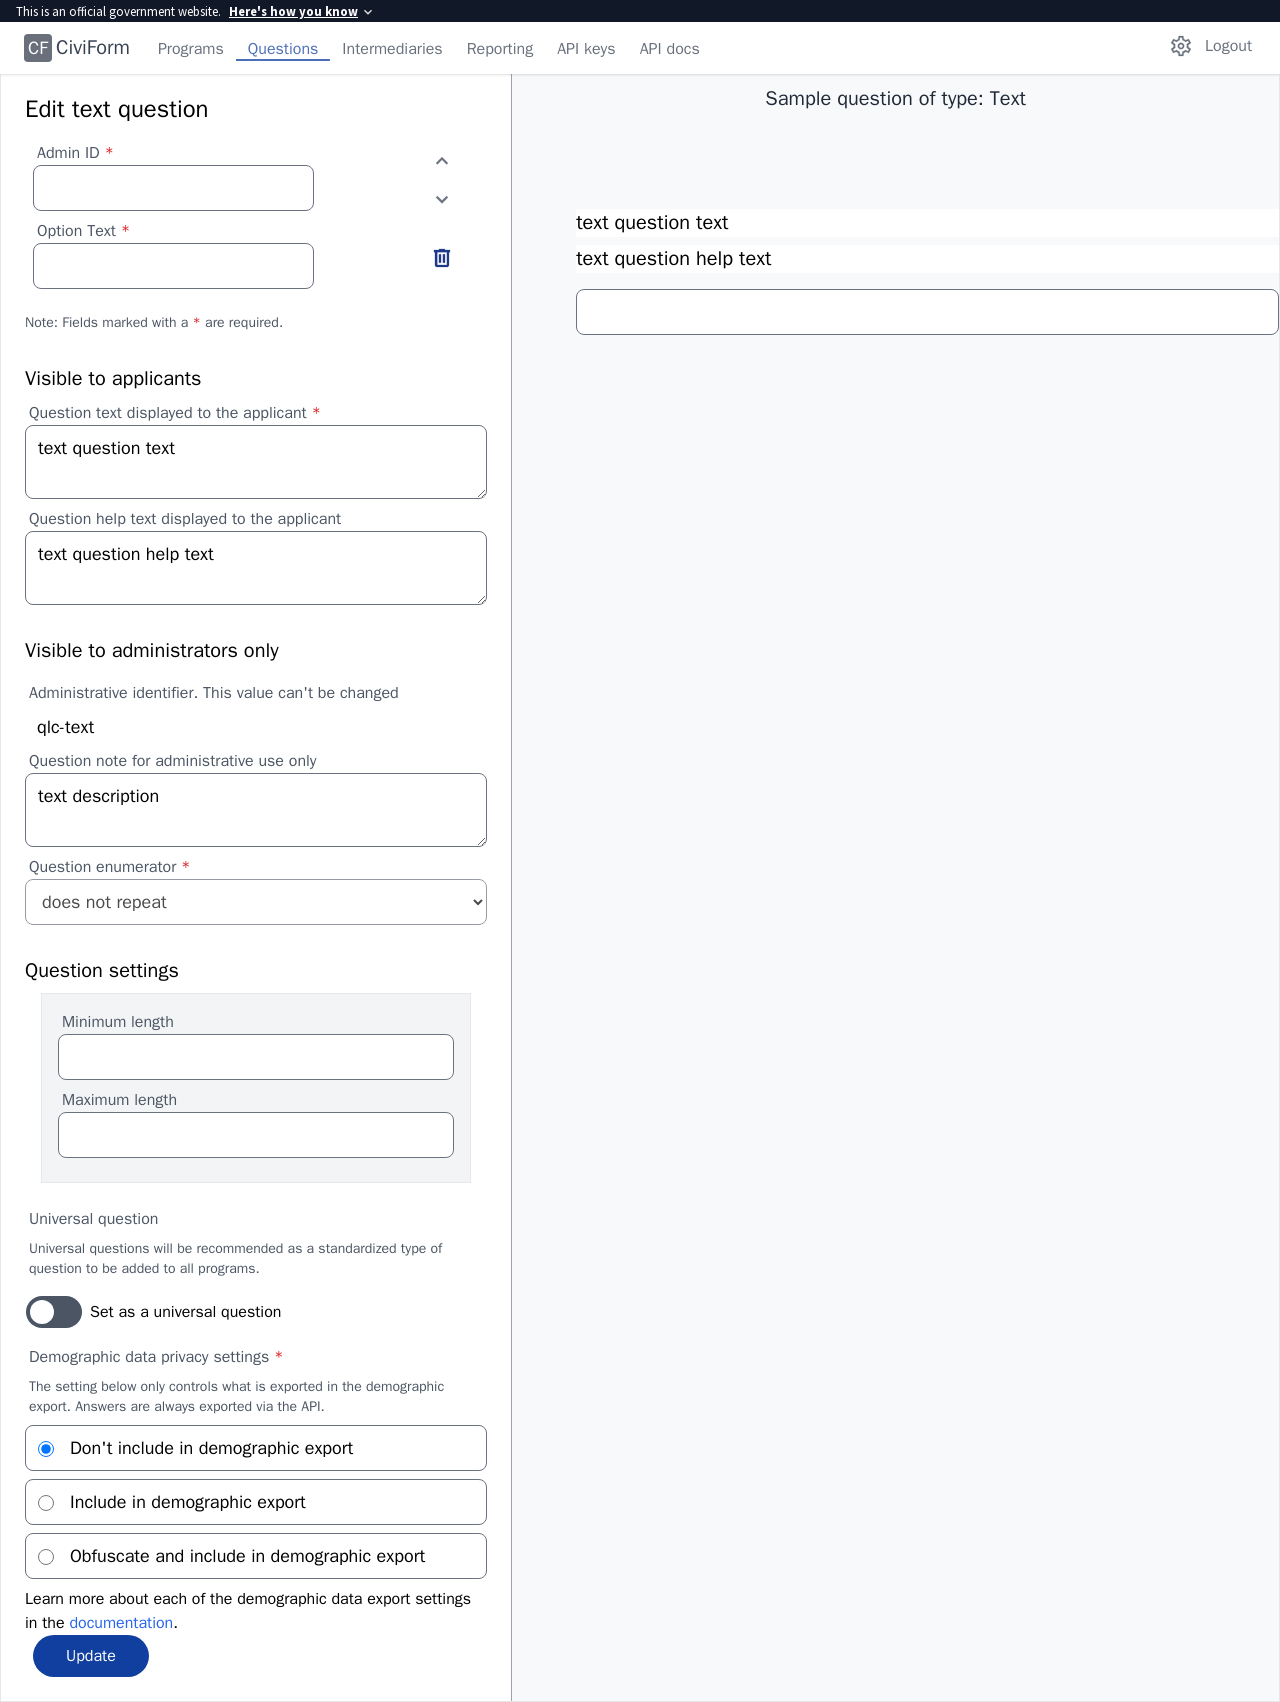 This is an official government website. Here's how you know
CF CiviForm Programs Questions Intermediaries Reporting API keys API docs Logout
Edit text question
Admin ID *
Option Text *
Note: Fields marked with a * are required.
Visible to applicants
Question text displayed to the applicant *
text question text
Question help text displayed to the applicant
text question help text
Visible to administrators only
Administrative identifier. This value can't be changed
qlc-text
Question note for administrative use only
text description
Question enumerator *
does not repeat
Question settings
Minimum length
Maximum length
Universal question
Universal questions will be recommended as a standardized type of
question to be added to all programs.
Set as a universal question
Demographic data privacy settings *
The setting below only controls what is exported in the demographic
export. Answers are always exported via the API.
Don't include in demographic export
Include in demographic export
Obfuscate and include in demographic export
Learn more about each of the demographic data export settings
in the documentation.
Update
Sample question of type: Text
text question text
text question help text